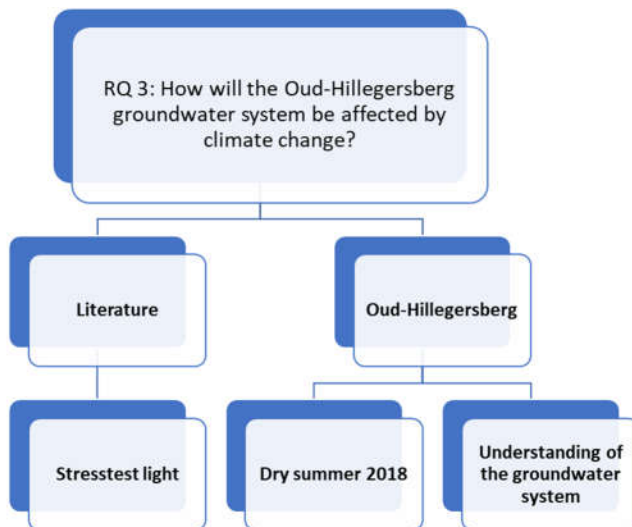 RQ 3: How will the Oud-Hillegersberg
groundwater system be affected by
climate change?
Literature
Oud-Hillegersberg
Stresstest light
Dry summer 2018
Understanding of
the groundwater
system